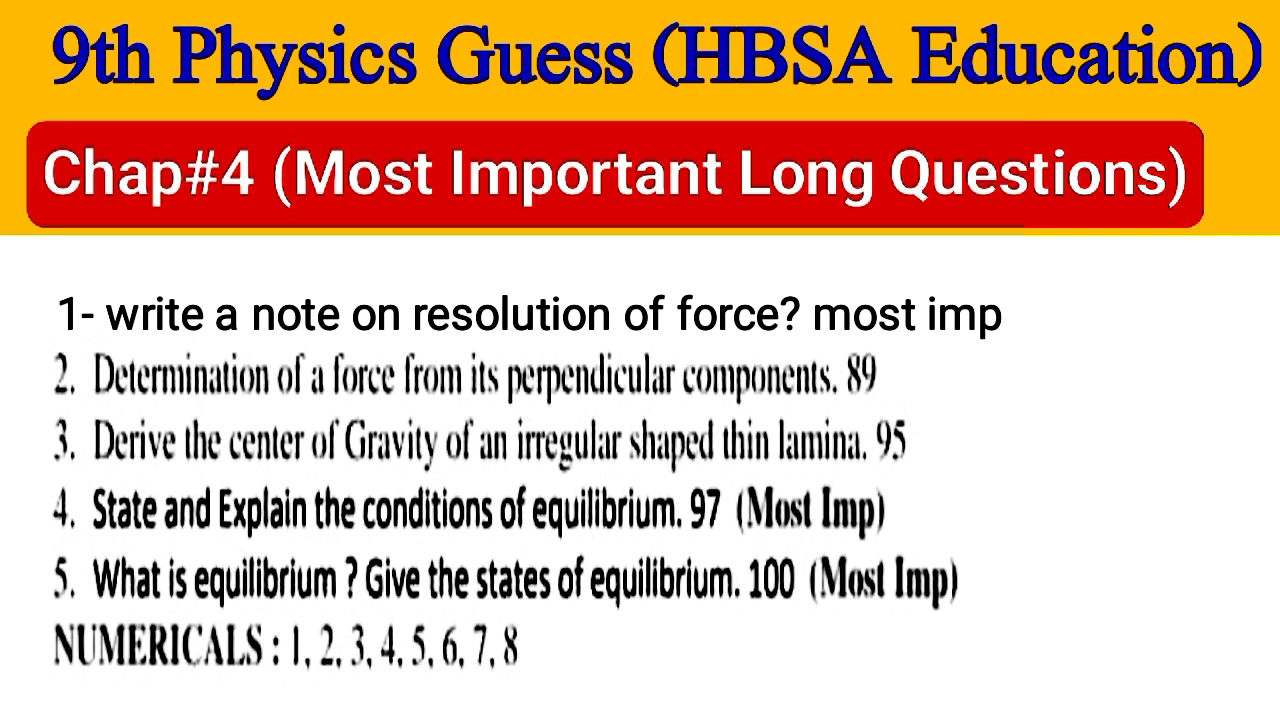 9th Physics Guess (HBSA Education)
Chap#4 (Most Important Long Questions)
1- write a note on resolution of force? most imp
2. Determination of a force from its perpendicular components. 89
3. Derive the center of Gravity of an irregular shaped thin lamina. 95
4. State and Explain the conditions of equilibrium. 97 (Most Imp)
5. What is equilibrium ? Give the states of equilibrium. 100 (Most Imp)
NUMERICALS : 1, 2, 3, 4, 5, 6, 7, 8